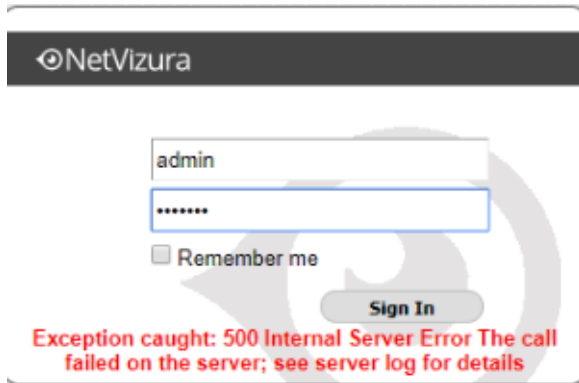 NetVizura
admin
•••••••
Remember me
Sign In
Exception caught: 500 Internal Server Error The call
failed on the server; see server log for details